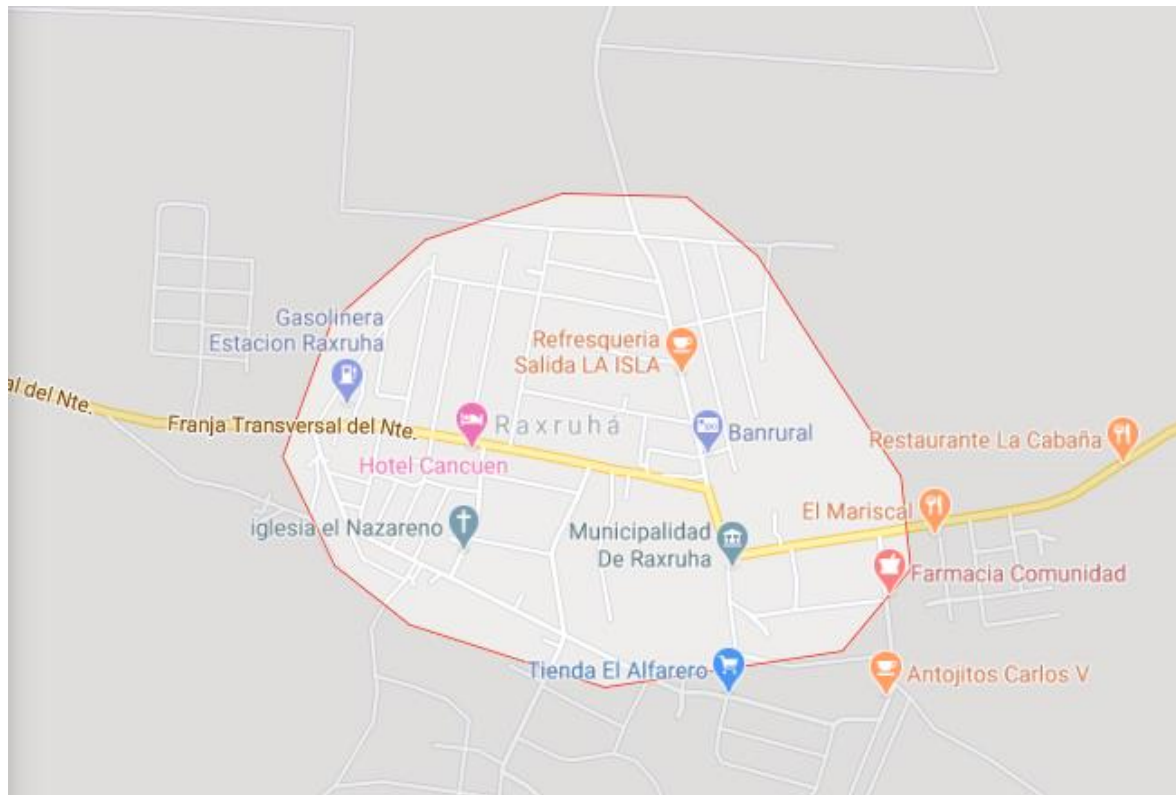 Gasolinera
Estacion Raxruha
Refresqueria
Salida LA ISLA
al del Nte.
Franja Transversal del Nte.
Raxruhá
Banrural
Restaurante La Cabaña
Hotel Cancuen
El Mariscal
iglesia el Nazareno
Municipalidad
De Raxruha
Farmacia Comunidad
Tienda El Alfarero
Antojitos Carlos V